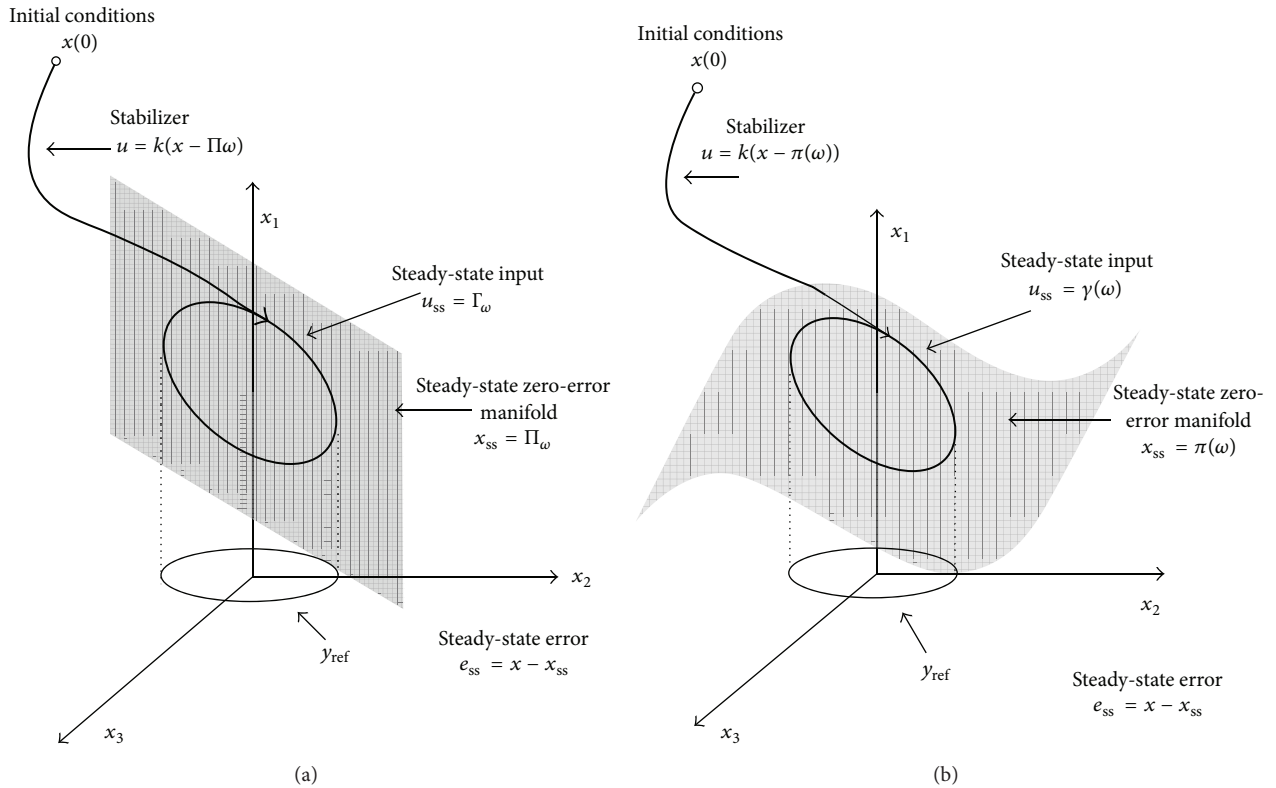 Initial conditions
x(0)
Stabilizer
u = k(x − Πω)
x₁
Steady-state input
uₛₛ = Γω
Steady-state zero-error
manifold
xₛₛ = Πω
x₂
y_ref
Steady-state error
eₛₛ = x − xₛₛ
x₃
(a)
Initial conditions
x(0)
Stabilizer
u = k(x − π(ω))
x₁
Steady-state input
uₛₛ = γ(ω)
Steady-state zero-
error manifold
xₛₛ = π(ω)
x₂
y_ref
Steady-state error
eₛₛ = x − xₛₛ
x₃
(b)